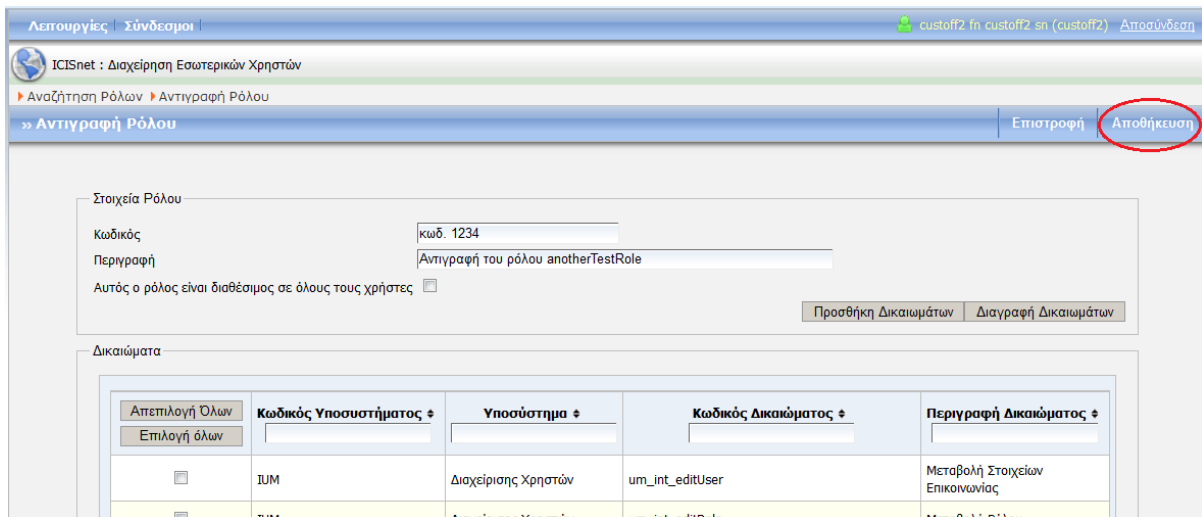 Λειτουργίες | Σύνδεσμοι | custoff2 fn custoff2 sn (custoff2) Αποσύνδεση
ICISnet : Διαχείρηση Εσωτερικών Χρηστών
Αναζήτηση Ρόλων Αντιγραφή Ρόλου
» Αντιγραφή Ρόλου Επιστροφή Αποθήκευση
Στοιχεία Ρόλου
Κωδικός κωδ. 1234
Περιγραφή Αντιγραφή του ρόλου anotherTestRole
Αυτός ο ρόλος είναι διαθέσιμος σε όλους τους χρήστες
Προσθήκη Δικαιωμάτων Διαγραφή Δικαιωμάτων
Δικαιώματα
Απεπιλογή Όλων Κωδικός Υποσυστήματος Υποσύστημα Κωδικός Δικαιώματος Περιγραφή Δικαιώματος
Επιλογή όλων
IUM Διαχείρισης Χρηστών um_int_editUser Μεταβολή Στοιχείων
Επικοινωνίας